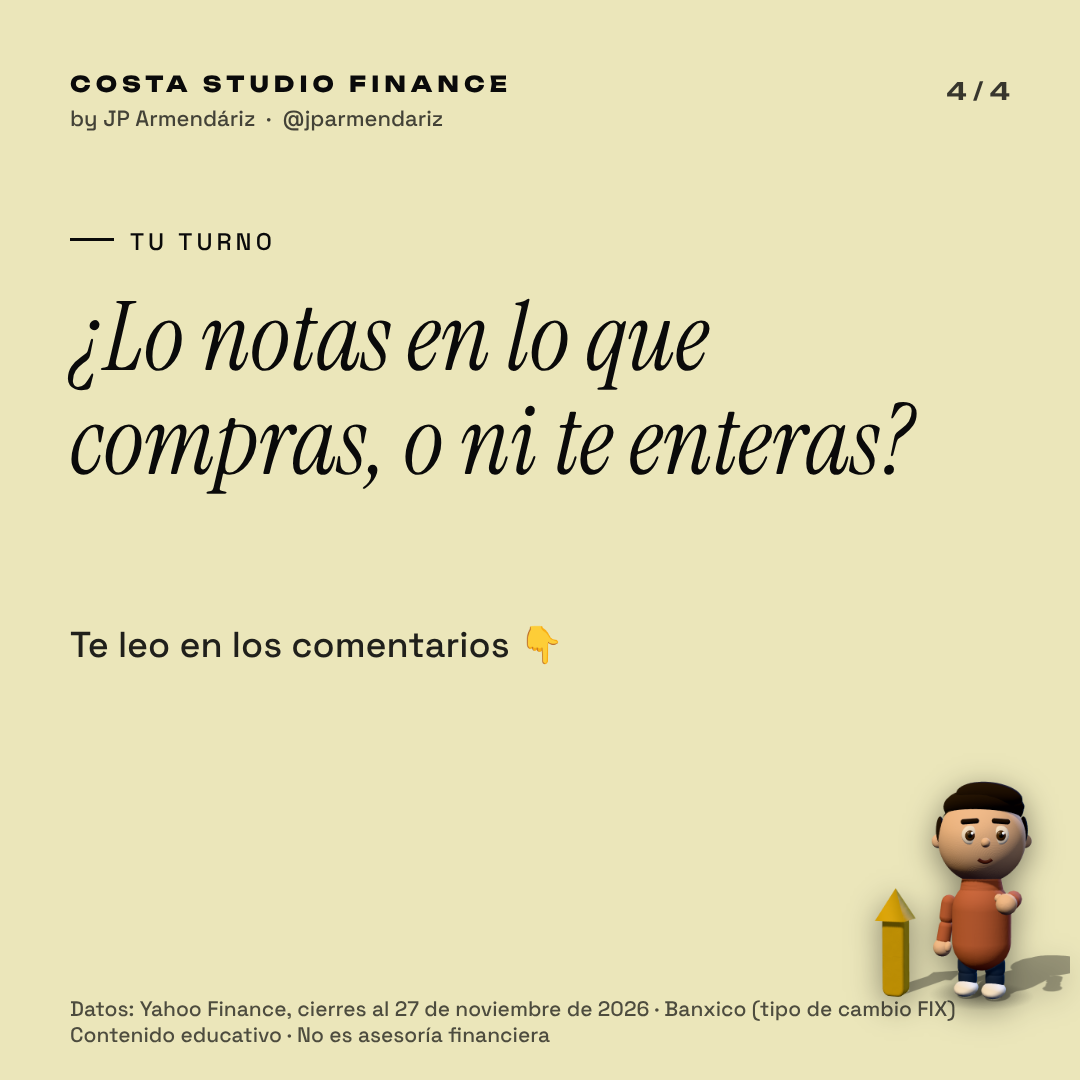 COSTA STUDIO FINANCE
4 / 4
by JP Armendáriz · @jparmendariz
TU TURNO
¿Lo notas en lo que
compras, o ni te enteras?
Te leo en los comentarios 👇
Datos: Yahoo Finance, cierres al 27 de noviembre de 2026 · Banxico (tipo de cambio FIX)
Contenido educativo · No es asesoría financiera